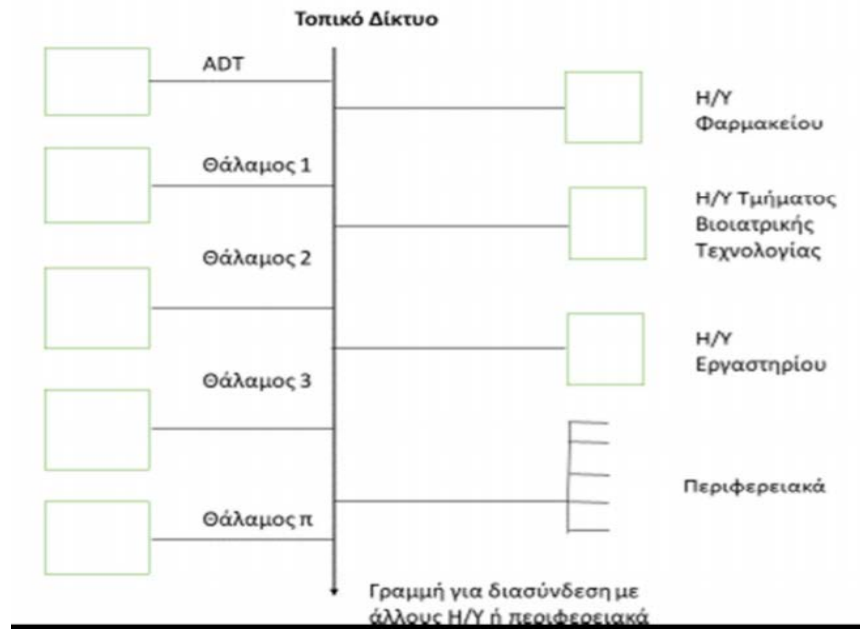 Τοπικό Δίκτυο
ADT
Θάλαμος 1
Θάλαμος 2
Θάλαμος 3
Θάλαμος π
Η/Υ
Φαρμακείου
Η/Υ Τμήματος
Βιοιατρικής
Τεχνολογίας
Η/Υ
Εργαστηρίου
Περιφερειακά
Γραμμή για διασύνδεση με
άλλους Η/Υ ή περιφερειακά